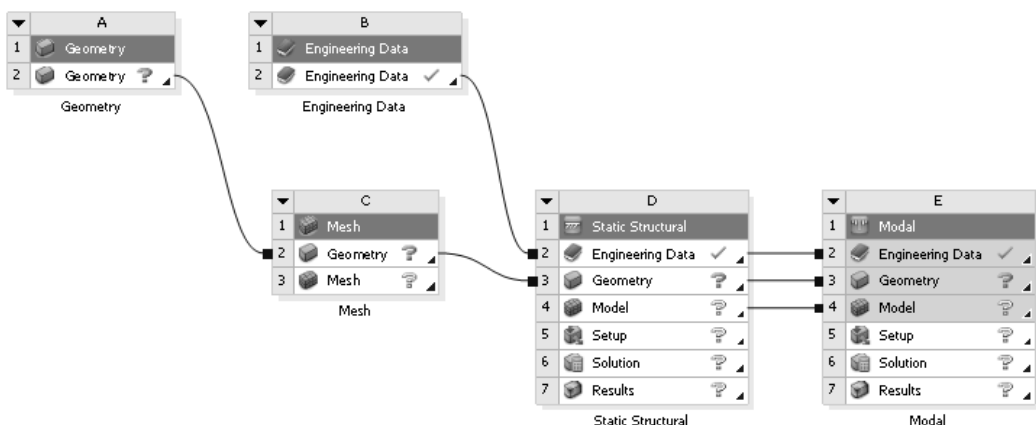 A
1 Geometry
2 Geometry ?
Geometry
B
1 Engineering Data
2 Engineering Data ✓
Engineering Data
C
1 Mesh
2 Geometry ?
3 Mesh ?
Mesh
D
1 Static Structural
2 Engineering Data ✓
3 Geometry ?
4 Model ?
5 Setup ?
6 Solution ?
7 Results ?
Static Structural
E
1 Modal
2 Engineering Data ✓
3 Geometry ?
4 Model ?
5 Setup ?
6 Solution ?
7 Results ?
Modal